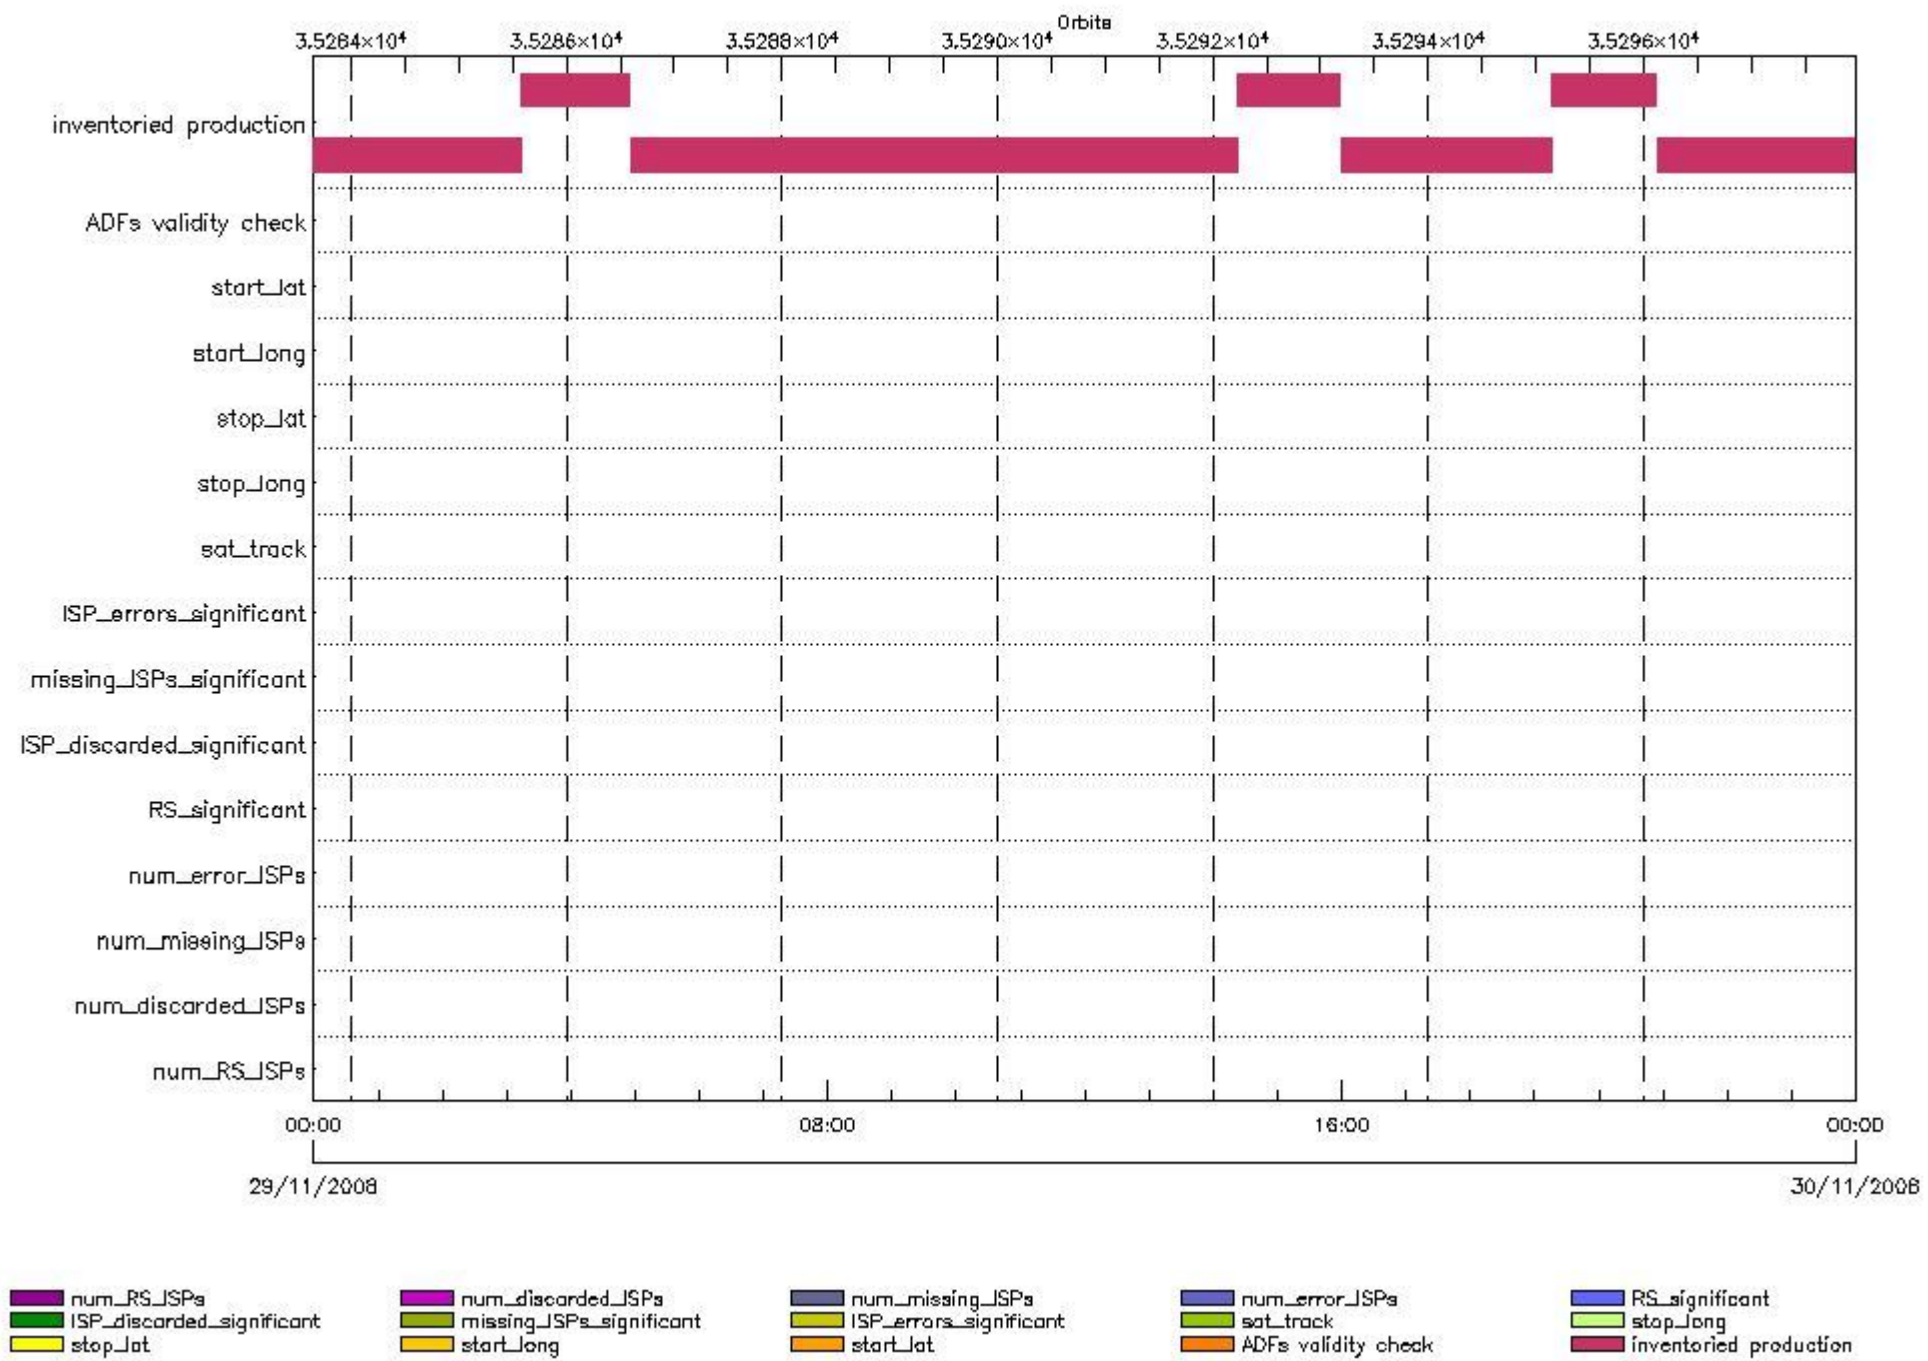 Orbits
3.5284×10⁴ 3.5286×10⁴ 3.5288×10⁴ 3.5290×10⁴ 3.5292×10⁴ 3.5294×10⁴ 3.5296×10⁴
inventoried production
ADFs validity check
start_lat
start_long
stop_lat
stop_long
sat_track
ISP_errors_significant
missing_ISPs_significant
ISP_discarded_significant
RS_significant
num_error_ISPs
num_missing_ISPs
num_discarded_ISPs
num_RS_ISPs
00:00 08:00 16:00 00:00
29/11/2008 30/11/2008
num_RS_ISPs num_discarded_ISPs num_missing_ISPs num_error_ISPs RS_significant
ISP_discarded_significant missing_ISPs_significant ISP_errors_significant sat_track stop_long
stop_lat start_long start_lat ADFs validity check inventoried production